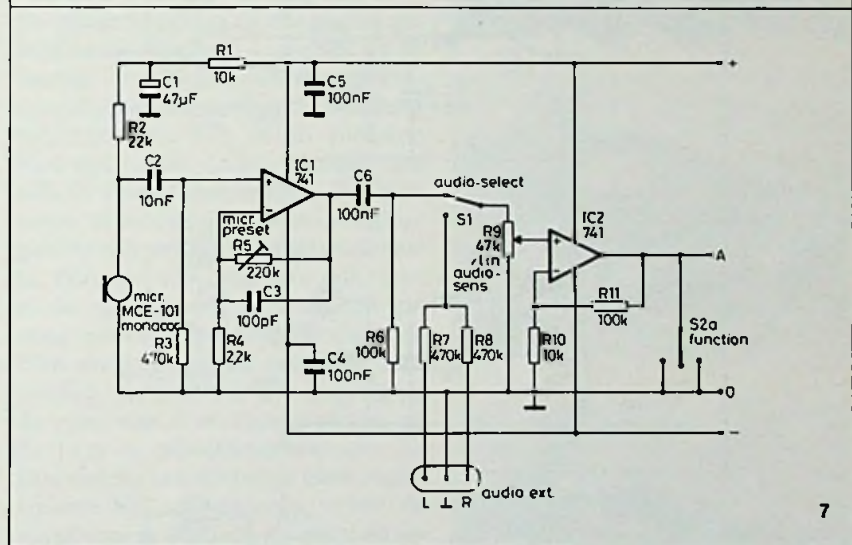 R1
10k
+
C1
47µF
C5
100nF
R2
22k
C2
10nF
IC1
741
C6
100nF
audio-select
S1
IC2
741
micr.
preset
R5
220k
R9
47k
lin
audio-
sens
A
C3
100pF
R11
100k
S2a
function
micr.
MCE-101
monacor
R3
470k
R4
2,2k
C4
100nF
R6
100k
R7
470k
R8
470k
R10
10k
0
–
L ⊥ R
audio ext.
7